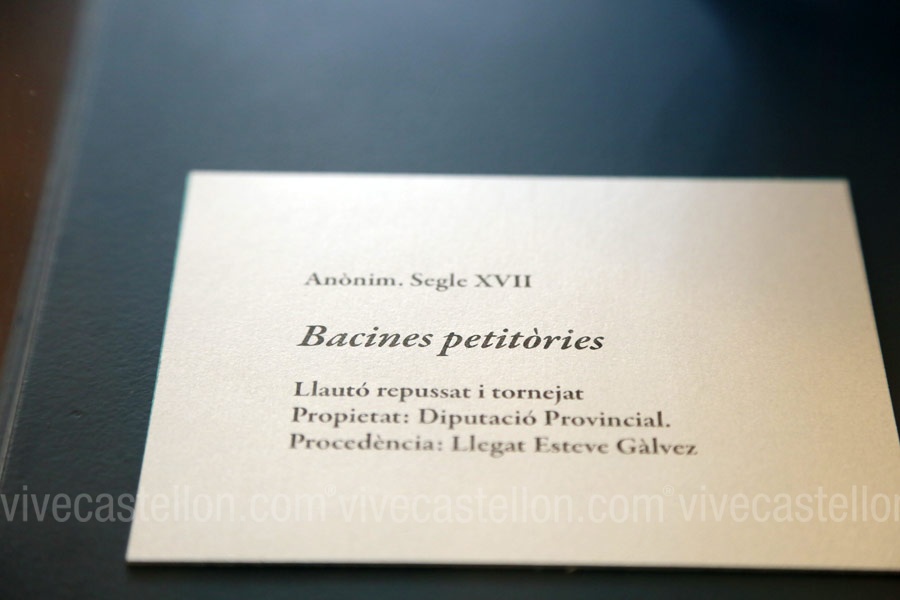 Anònim. Segle XVII
Bacines petitòries
Llautó repussat i tornejat
Propietat: Diputació Provincial.
Procedència: Llegat Esteve Gàlvez
vivecastellon.com® vivecastellon.com® vivecastellon